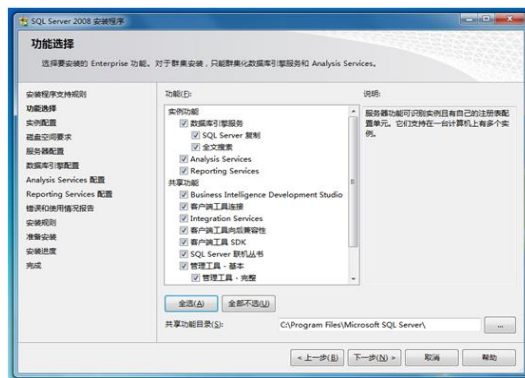 SQL Server 2008 安装程序
功能选择
选择要安装的 Enterprise 功能。对于群集安装，只能群集化数据库引擎服务和 Analysis Services。
安装程序支持规则
功能选择
实例配置
磁盘空间要求
服务器配置
数据库引擎配置
Analysis Services 配置
Reporting Services 配置
错误和使用情况报告
安装规则
准备安装
安装进度
完成
功能(F):
实例功能
数据库引擎服务
SQL Server 复制
全文搜索
Analysis Services
Reporting Services
共享功能
Business Intelligence Development Studio
客户端工具连接
Integration Services
客户端工具向后兼容性
客户端工具 SDK
SQL Server 联机丛书
管理工具 - 基本
管理工具 - 完整
说明:
服务器功能可识别实例且有自己的注册表配
置单元。它们支持在一台计算机上有多个实
例。
全选(A)
全部不选(U)
共享功能目录(S):
C:\Program Files\Microsoft SQL Server\
...
< 上一步(B)
下一步(N) >
取消
帮助